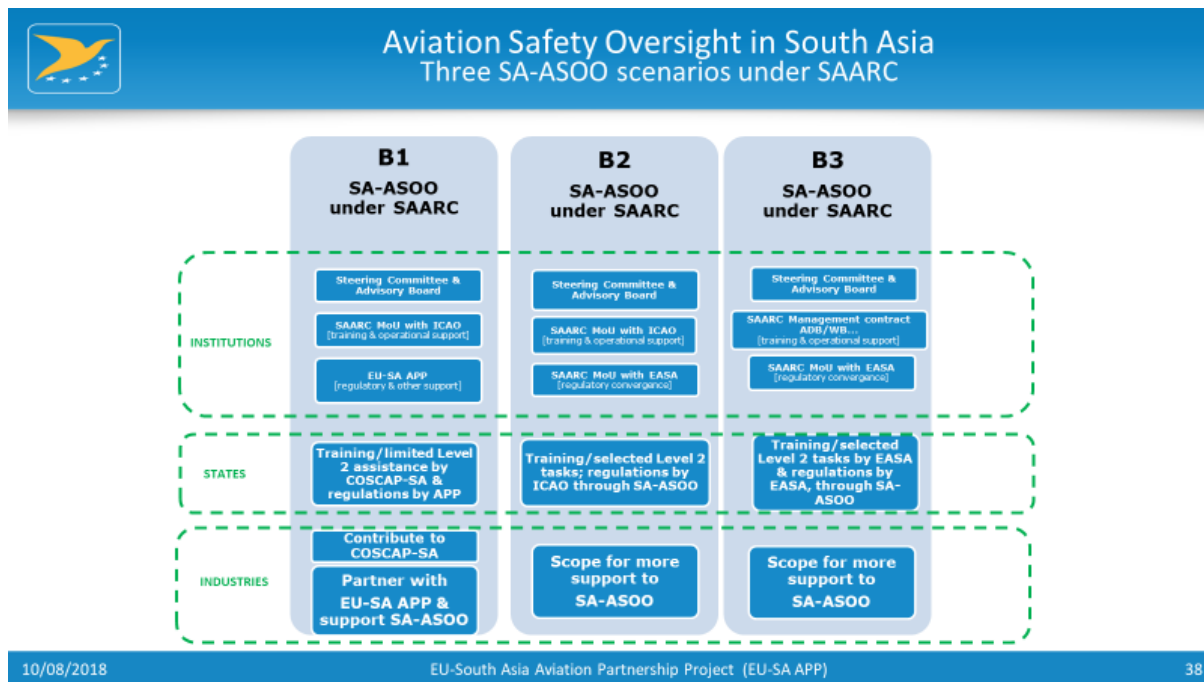 Aviation Safety Oversight in South Asia
Three SA-ASOO scenarios under SAARC
B1
SA-ASOO
under SAARC
B2
SA-ASOO
under SAARC
B3
SA-ASOO
under SAARC
INSTITUTIONS
Steering Committee &
Advisory Board
SAARC MoU with ICAO
[training & operational support]
EU-SA APP
[regulatory & other support]
Steering Committee &
Advisory Board
SAARC MoU with ICAO
[training & operational support]
SAARC MoU with EASA
[regulatory convergence]
Steering Committee &
Advisory Board
SAARC Management contract
ADB/WB...
[training & operational support]
SAARC MoU with EASA
[regulatory convergence]
STATES
Training/limited Level
2 assistance by
COSCAP-SA &
regulations by APP
Training/selected Level 2
tasks; regulations by
ICAO through SA-ASOO
Training/selected
Level 2 tasks by EASA
& regulations by
EASA, through SA-
ASOO
INDUSTRIES
Contribute to
COSCAP-SA
Partner with
EU-SA APP &
support SA-ASOO
Scope for more
support to
SA-ASOO
Scope for more
support to
SA-ASOO
10/08/2018
EU-South Asia Aviation Partnership Project (EU-SA APP)
38